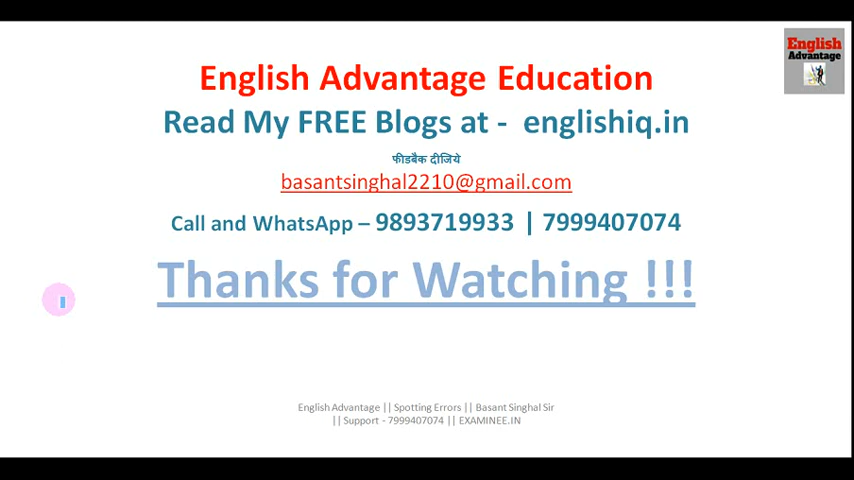 English
Advantage
English Advantage Education
Read My FREE Blogs at - englishiq.in
फीडबैक दीजिये
basantsinghal2210@gmail.com
Call and WhatsApp – 9893719933 | 7999407074
Thanks for Watching !!!
English Advantage || Spotting Errors || Basant Singhal Sir
|| Support - 7999407074 || EXAMINEE.IN